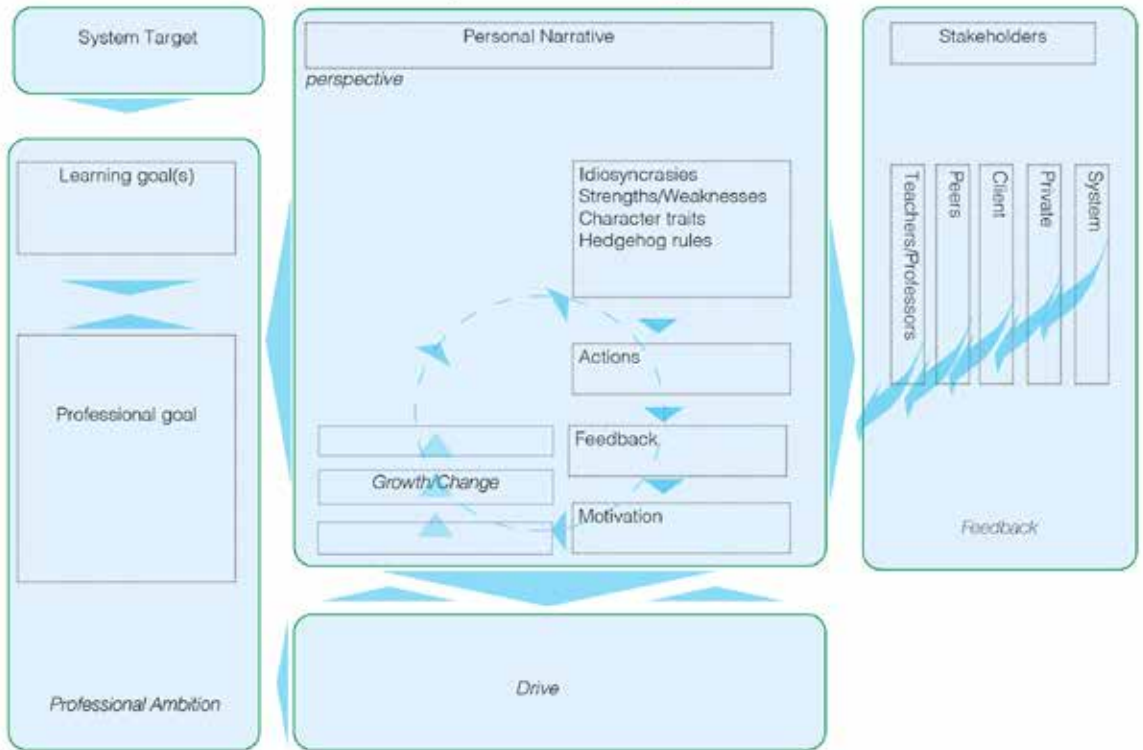 System Target
Learning goal(s)
Professional goal
Professional Ambition
Personal Narrative
perspective
Idiosyncrasies
Strengths/Weaknesses
Character traits
Hedgehog rules
Actions
Feedback
Motivation
Growth/Change
Drive
Stakeholders
Teachers/Professors
Peers
Client
Private
System
Feedback